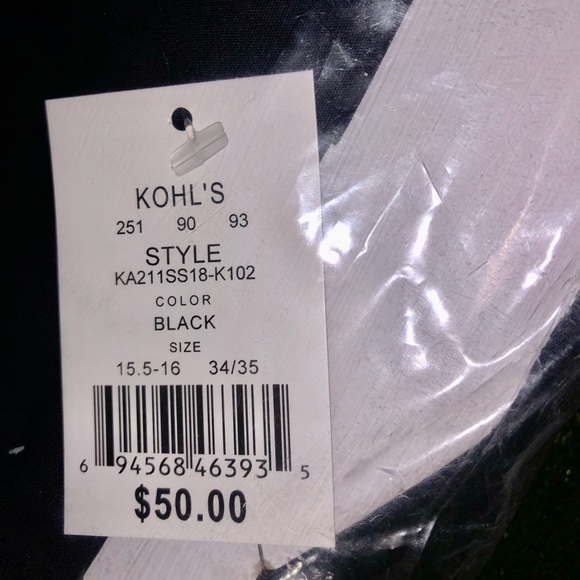 KOHL'S
251 90 93
STYLE
KA211SS18-K102
COLOR
BLACK
SIZE
15.5-16 34/35
6 94568 46393 5
$50.00